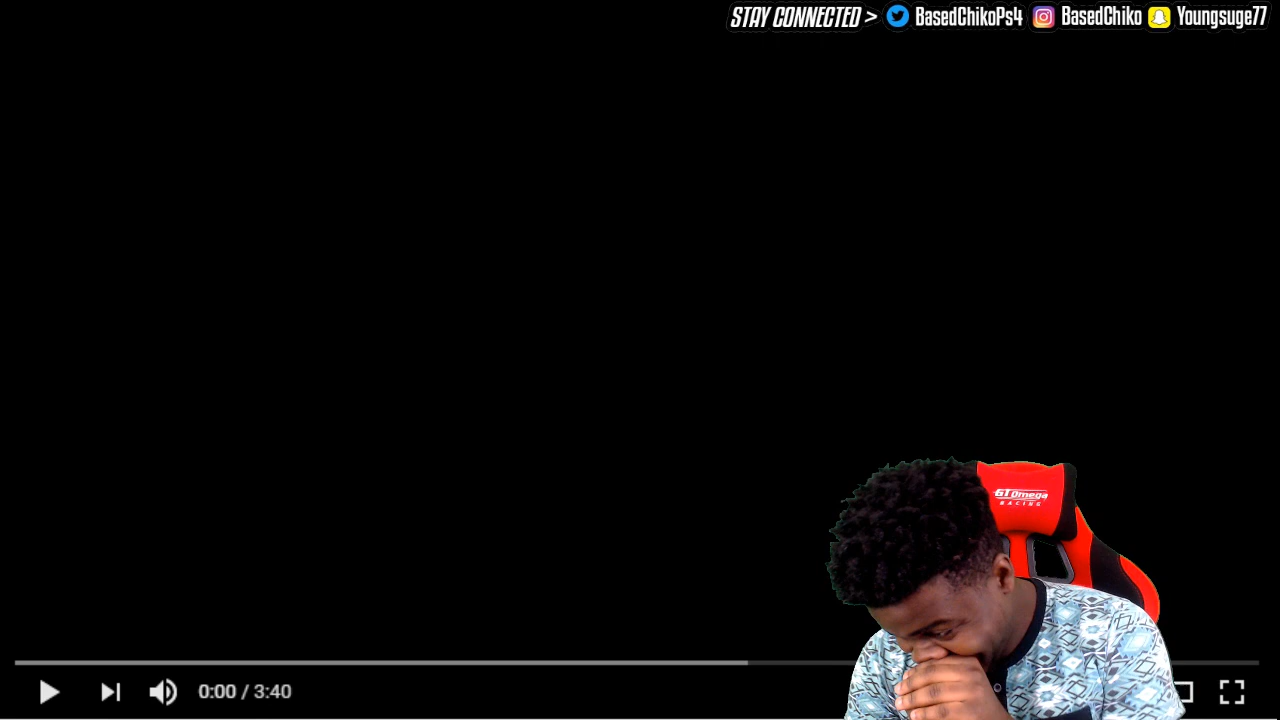 STAY CONNECTED > BasedChikoPs4 BasedChiko Youngsuge77
GT Omega
RACING
0:00 / 3:40